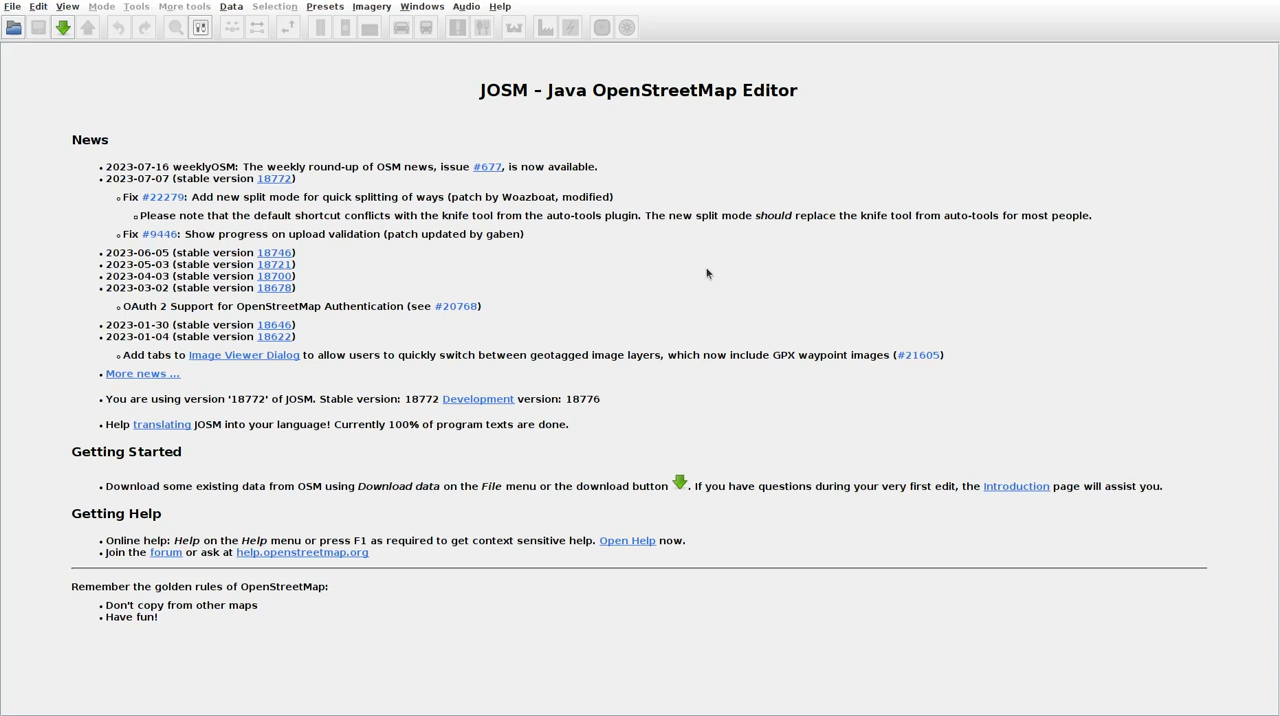 File Edit View Mode Tools More tools Data Selection Presets Imagery Windows Audio Help
JOSM – Java OpenStreetMap Editor
News
2023-07-16 weeklyOSM: The weekly round-up of OSM news, issue #677, is now available.
2023-07-07 (stable version 18772)
Fix #22279: Add new split mode for quick splitting of ways (patch by Woazboat, modified)
Please note that the default shortcut conflicts with the knife tool from the auto-tools plugin. The new split mode should replace the knife tool from auto-tools for most people.
Fix #9446: Show progress on upload validation (patch updated by gaben)
2023-06-05 (stable version 18746)
2023-05-03 (stable version 18721)
2023-04-03 (stable version 18700)
2023-03-02 (stable version 18678)
OAuth 2 Support for OpenStreetMap Authentication (see #20768)
2023-01-30 (stable version 18646)
2023-01-04 (stable version 18622)
Add tabs to Image Viewer Dialog to allow users to quickly switch between geotagged image layers, which now include GPX waypoint images (#21605)
More news ...
You are using version '18772' of JOSM. Stable version: 18772 Development version: 18776
Help translating JOSM into your language! Currently 100% of program texts are done.
Getting Started
Download some existing data from OSM using Download data on the File menu or the download button . If you have questions during your very first edit, the Introduction page will assist you.
Getting Help
Online help: Help on the Help menu or press F1 as required to get context sensitive help. Open Help now.
Join the forum or ask at help.openstreetmap.org
Remember the golden rules of OpenStreetMap:
Don't copy from other maps
Have fun!